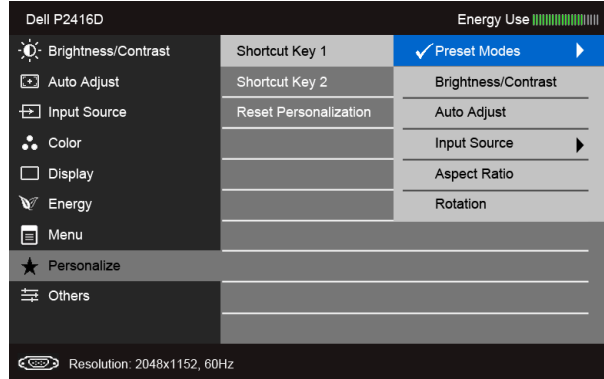 Dell P2416D Energy Use
Brightness/Contrast Shortcut Key 1 Preset Modes
Auto Adjust Shortcut Key 2 Brightness/Contrast
Input Source Reset Personalization Auto Adjust
Color Input Source
Display Aspect Ratio
Energy Rotation
Menu
Personalize
Others
Resolution: 2048x1152, 60Hz